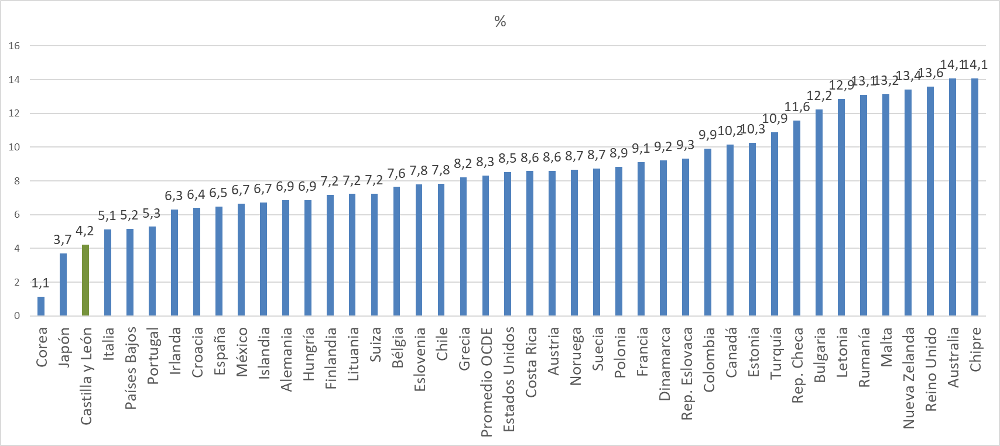 %
16
14
12
10
8
6
4
2
0
1,1
3,7
4,2
5,1
5,2
5,3
6,3
6,4
6,5
6,7
6,7
6,9
6,9
7,2
7,2
7,2
7,6
7,8
7,8
8,2
8,3
8,5
8,6
8,6
8,7
8,7
8,9
9,1
9,2
9,3
9,9
10,2
10,3
10,9
11,6
12,2
12,9
13,1
13,2
13,4
13,6
14,1
14,1
Corea
Japón
Castilla y León
Italia
Países Bajos
Portugal
Irlanda
Croacia
España
México
Islandia
Alemania
Hungría
Finlandia
Lituania
Suiza
Bélgia
Eslovenia
Chile
Grecia
Promedio OCDE
Estados Unidos
Costa Rica
Austria
Noruega
Suecia
Polonia
Francia
Dinamarca
Rep. Eslovaca
Colombia
Canadá
Estonia
Turquía
Rep. Checa
Bulgaria
Letonia
Rumanía
Malta
Nueva Zelanda
Reino Unido
Australia
Chipre